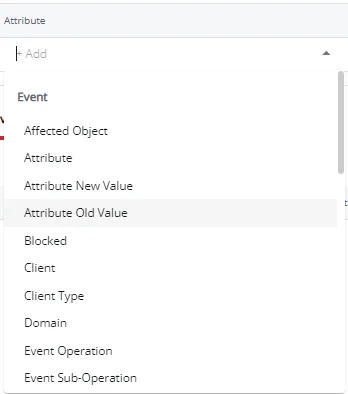 Attribute
+ Add
Event
Affected Object
Attribute
Attribute New Value
Attribute Old Value
Blocked
Client
Client Type
Domain
Event Operation
Event Sub-Operation